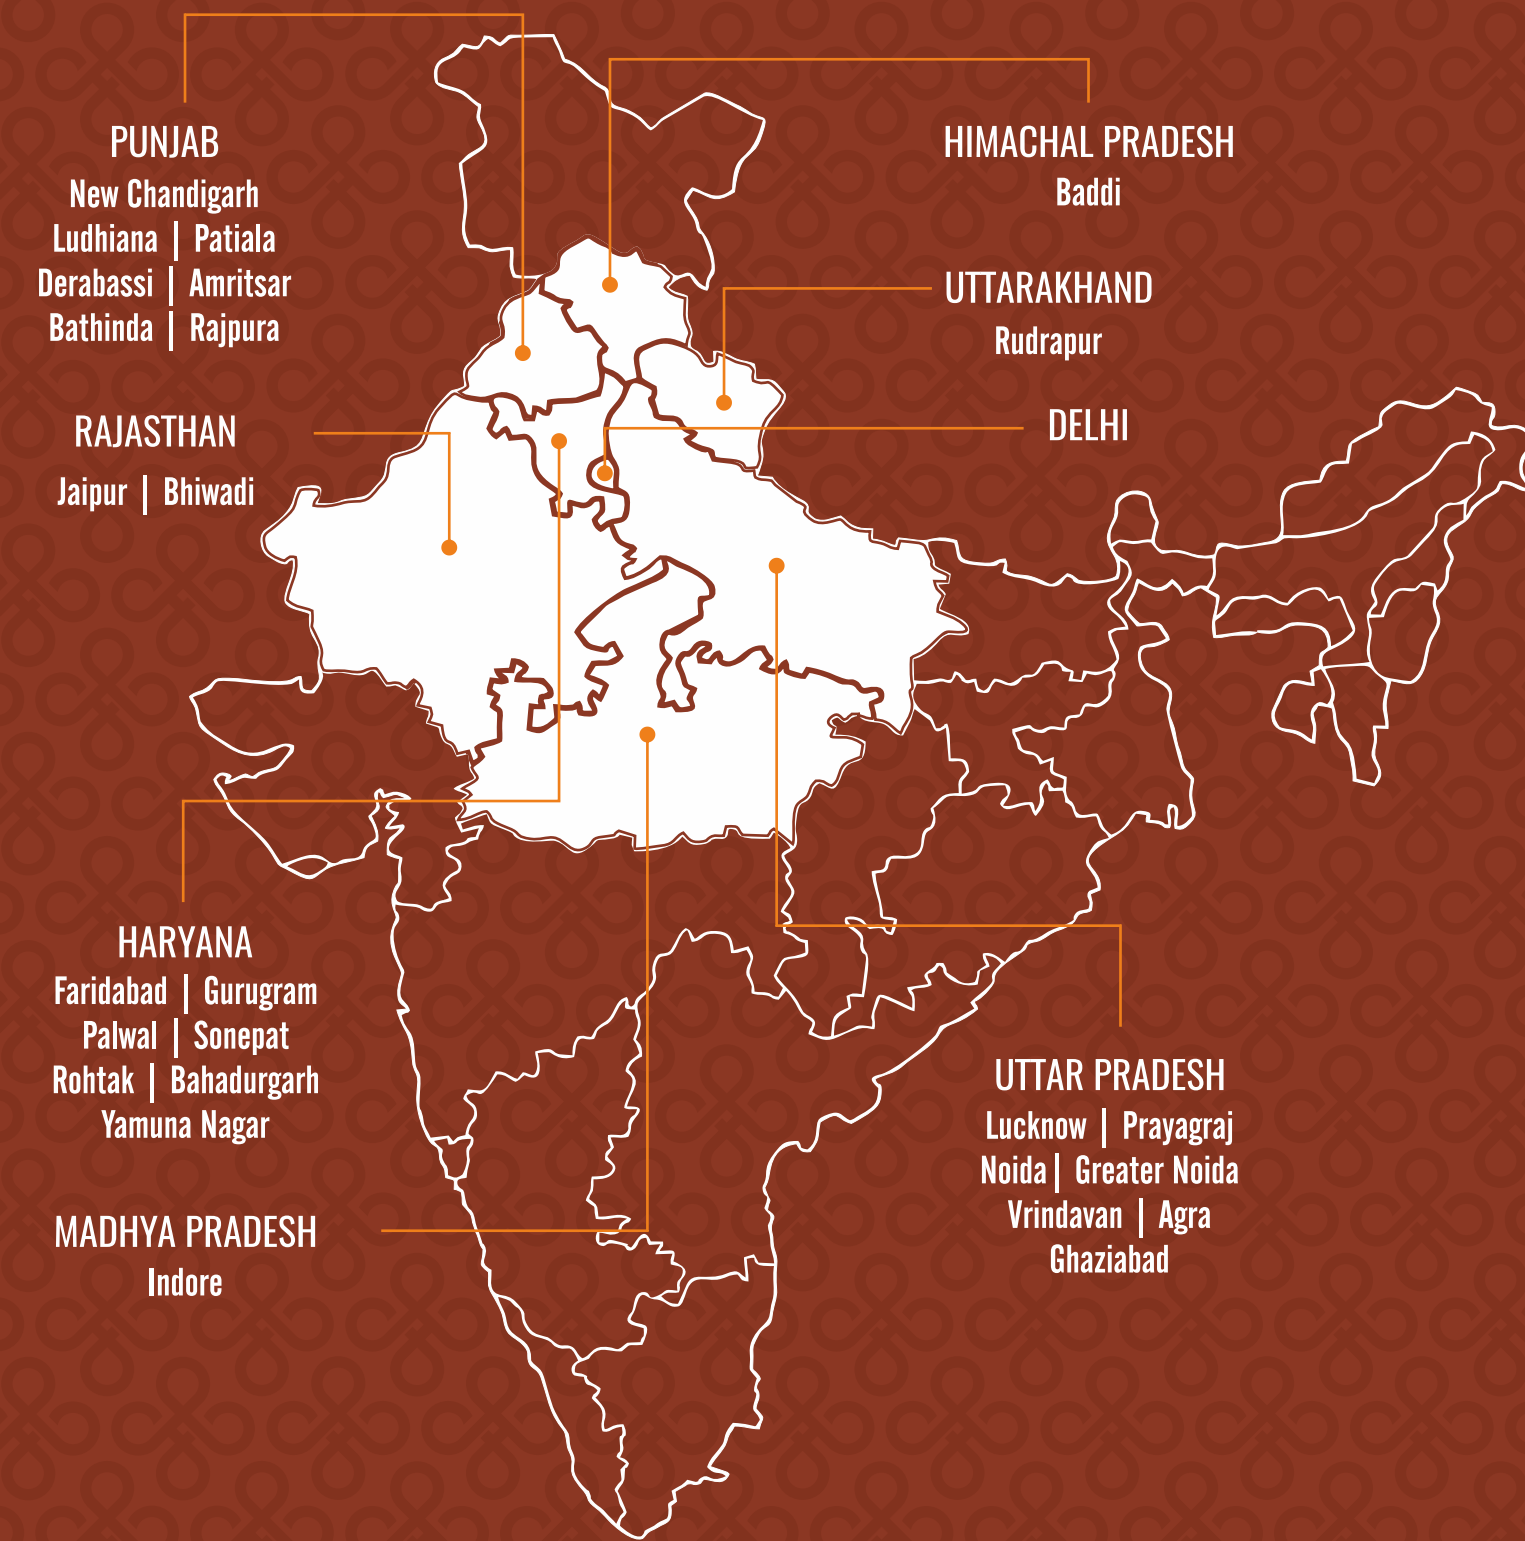 PUNJAB
New Chandigarh
Ludhiana | Patiala
Derabassi | Amritsar
Bathinda | Rajpura
RAJASTHAN
Jaipur | Bhiwadi
HARYANA
Faridabad | Gurugram
Palwal | Sonepat
Rohtak | Bahadurgarh
Yamuna Nagar
MADHYA PRADESH
Indore
HIMACHAL PRADESH
Baddi
UTTARAKHAND
Rudrapur
DELHI
UTTAR PRADESH
Lucknow | Prayagraj
Noida | Greater Noida
Vrindavan | Agra
Ghaziabad